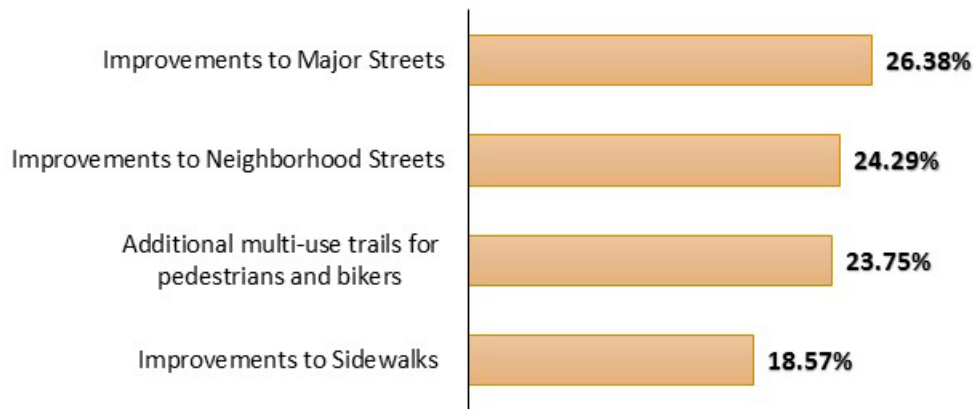 Improvements to Major Streets
26.38%
Improvements to Neighborhood Streets
24.29%
Additional multi-use trails for
pedestrians and bikers
23.75%
Improvements to Sidewalks
18.57%